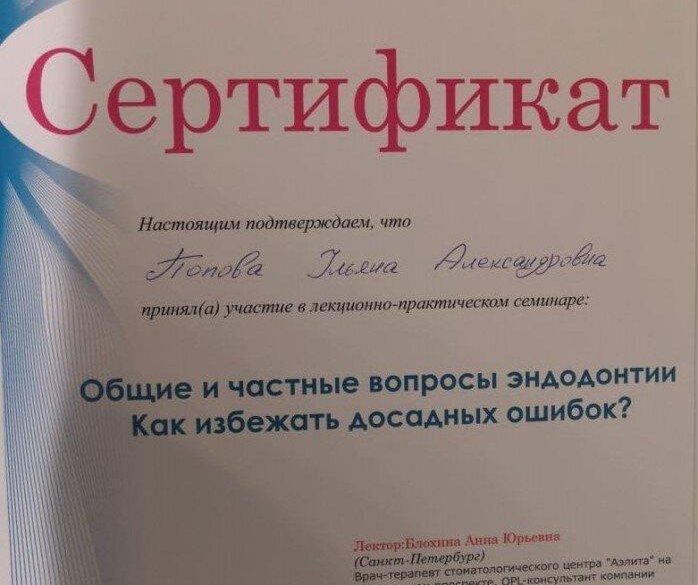 Сертификат
Настоящим подтверждаем, что
Попова Ульяна Александровна
принял(а) участие в лекционно-практическом семинаре:
Общие и частные вопросы эндодонтии
Как избежать досадных ошибок?
Лектор:Блохина Анна Юрьевна
(Санкт-Петербург)
Врач-терапевт стоматологического центра "Аэлита" на
проспекте, OPL-консультант компании